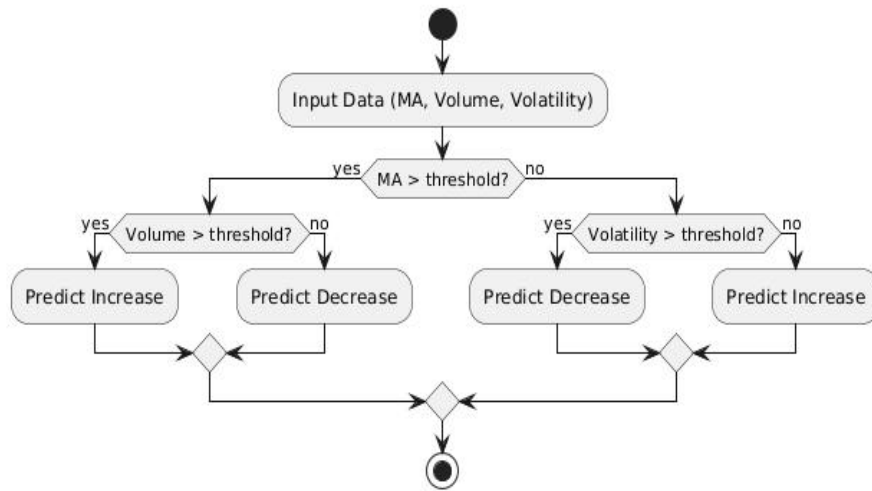 Input Data (MA, Volume, Volatility)
yes
MA > threshold?
no
yes
Volume > threshold?
no
yes
Volatility > threshold?
no
Predict Increase
Predict Decrease
Predict Decrease
Predict Increase